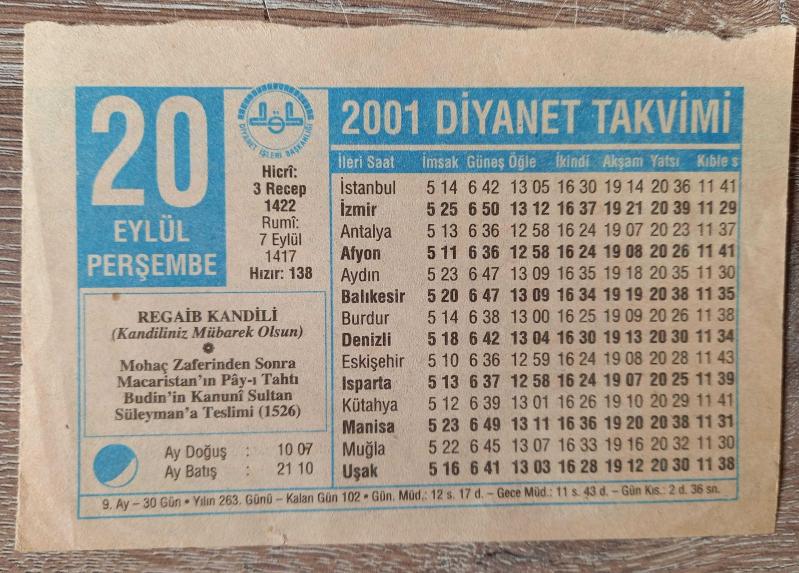 20
EYLÜL
PERŞEMBE
DİYANET İŞLERİ BAŞKANLIĞI
Hicrî:
3 Recep
1422
Rumî:
7 Eylül
1417
Hızır: 138
REGAİB KANDİLİ
(Kandiliniz Mübarek Olsun)
Mohaç Zaferinden Sonra
Macaristan'ın Pây-ı Tahtı
Budin'in Kanunî Sultan
Süleyman'a Teslimi (1526)
Ay Doğuş : 10 07
Ay Batış : 21 10
2001 DİYANET TAKVİMİ
İleri Saat İmsak Güneş Öğle İkindi Akşam Yatsı Kıble s
İstanbul 5 14 6 42 13 05 16 30 19 14 20 36 11 41
İzmir 5 25 6 50 13 12 16 37 19 21 20 39 11 29
Antalya 5 13 6 36 12 58 16 24 19 07 20 23 11 37
Afyon 5 11 6 36 12 58 16 24 19 08 20 26 11 41
Aydın 5 23 6 47 13 09 16 35 19 18 20 35 11 30
Balıkesir 5 20 6 47 13 09 16 34 19 19 20 38 11 35
Burdur 5 14 6 38 13 00 16 25 19 09 20 26 11 38
Denizli 5 18 6 42 13 04 16 30 19 13 20 30 11 34
Eskişehir 5 10 6 36 12 59 16 24 19 08 20 28 11 43
Isparta 5 13 6 37 12 58 16 24 19 07 20 25 11 39
Kütahya 5 12 6 39 13 01 16 26 19 10 20 29 11 41
Manisa 5 23 6 49 13 11 16 36 19 20 20 38 11 31
Muğla 5 22 6 45 13 07 16 33 19 16 20 32 11 30
Uşak 5 16 6 41 13 03 16 28 19 12 20 30 11 38
9. Ay – 30 Gün • Yılın 263. Günü – Kalan Gün 102 • Gün. Müd.: 12 s. 17 d. – Gece Müd.: 11 s. 43 d. – Gün Kıs.: 2 d. 36 sn.